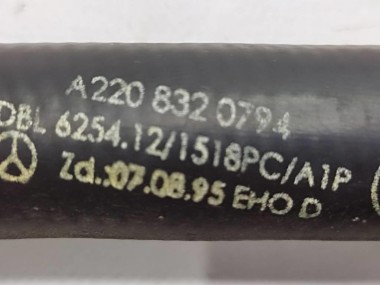 A220 832 0794
DBL 6254.12/1518PC/A1P
Zd.:07.08.95 EHO D